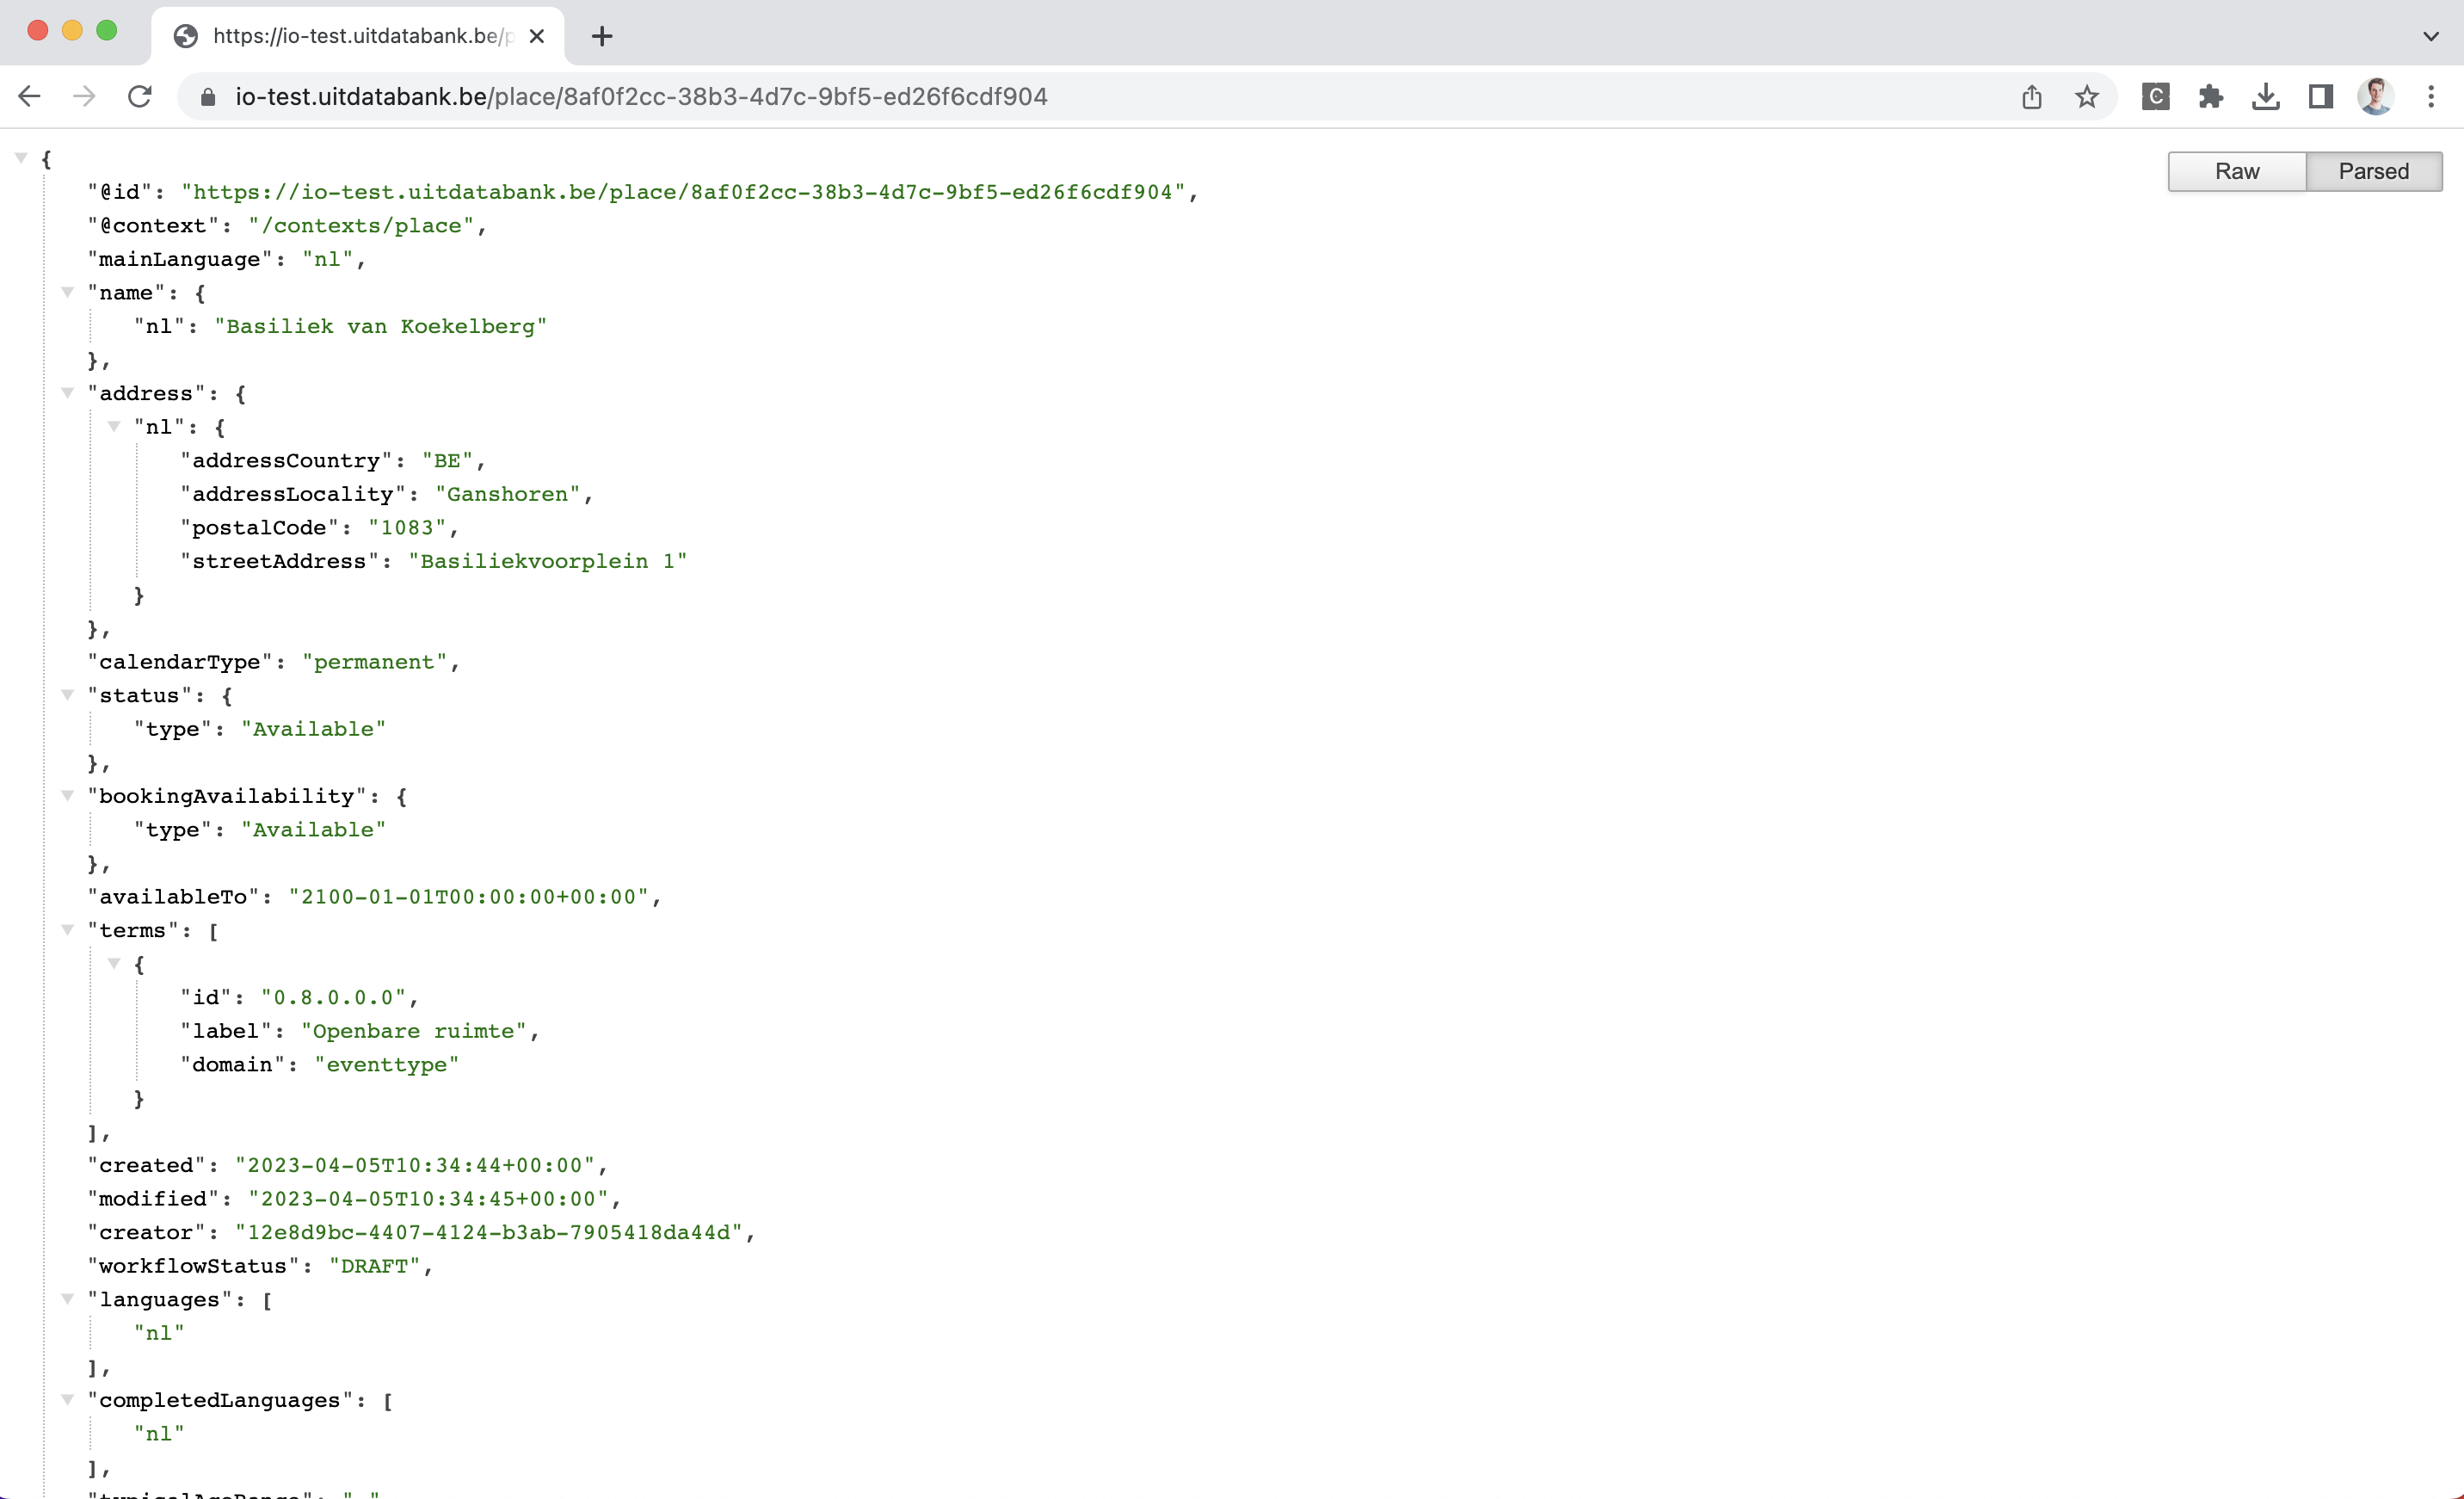 https://io-test.uitdatabank.be/p
io-test.uitdatabank.be/place/8af0f2cc-38b3-4d7c-9bf5-ed26f6cdf904
Raw Parsed
{
"@id": "https://io-test.uitdatabank.be/place/8af0f2cc-38b3-4d7c-9bf5-ed26f6cdf904",
"@context": "/contexts/place",
"mainLanguage": "nl",
"name": {
"nl": "Basiliek van Koekelberg"
},
"address": {
"nl": {
"addressCountry": "BE",
"addressLocality": "Ganshoren",
"postalCode": "1083",
"streetAddress": "Basiliekvoorplein 1"
}
},
"calendarType": "permanent",
"status": {
"type": "Available"
},
"bookingAvailability": {
"type": "Available"
},
"availableTo": "2100-01-01T00:00:00+00:00",
"terms": [
{
"id": "0.8.0.0.0",
"label": "Openbare ruimte",
"domain": "eventtype"
}
],
"created": "2023-04-05T10:34:44+00:00",
"modified": "2023-04-05T10:34:45+00:00",
"creator": "12e8d9bc-4407-4124-b3ab-7905418da44d",
"workflowStatus": "DRAFT",
"languages": [
"nl"
],
"completedLanguages": [
"nl"
],
"typicalAgeRange": "-"